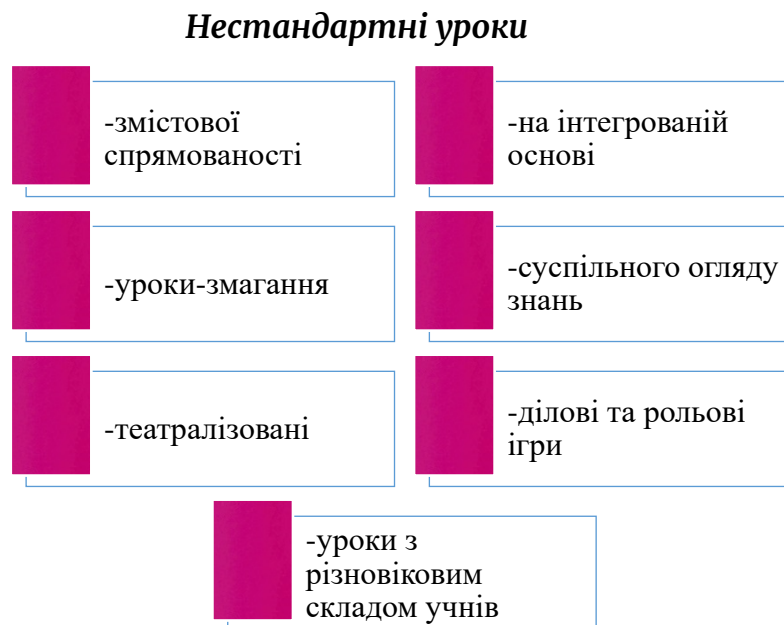 Нестандартні уроки
-змістової
спрямованості
-на інтегрованій
основі
-уроки-змагання
-суспільного огляду
знань
-театралізовані
-ділові та рольові
ігри
-уроки з
різновіковим
складом учнів